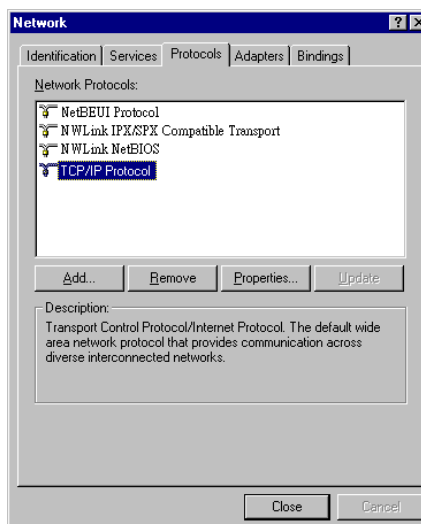 Network
Identification Services Protocols Adapters Bindings
Network Protocols:
NetBEUI Protocol
NWLink IPX/SPX Compatible Transport
NWLink NetBIOS
TCP/IP Protocol
Add... Remove Properties... Update
Description:
Transport Control Protocol/Internet Protocol. The default wide
area network protocol that provides communication across
diverse interconnected networks.
Close Cancel